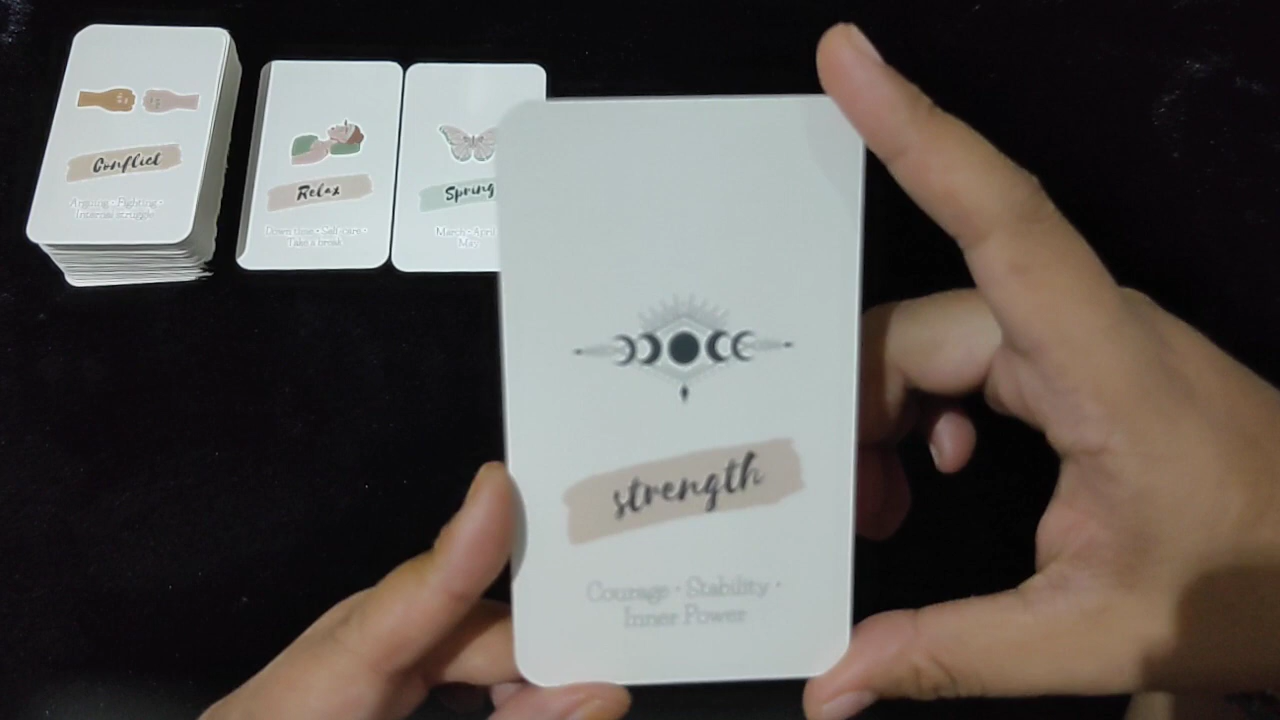 Conflict
Arguing • Fighting •
Internal struggle
Relax
Down time • Self care •
Take a break
Spring
March • April
May
strength
Courage • Stability •
Inner Power